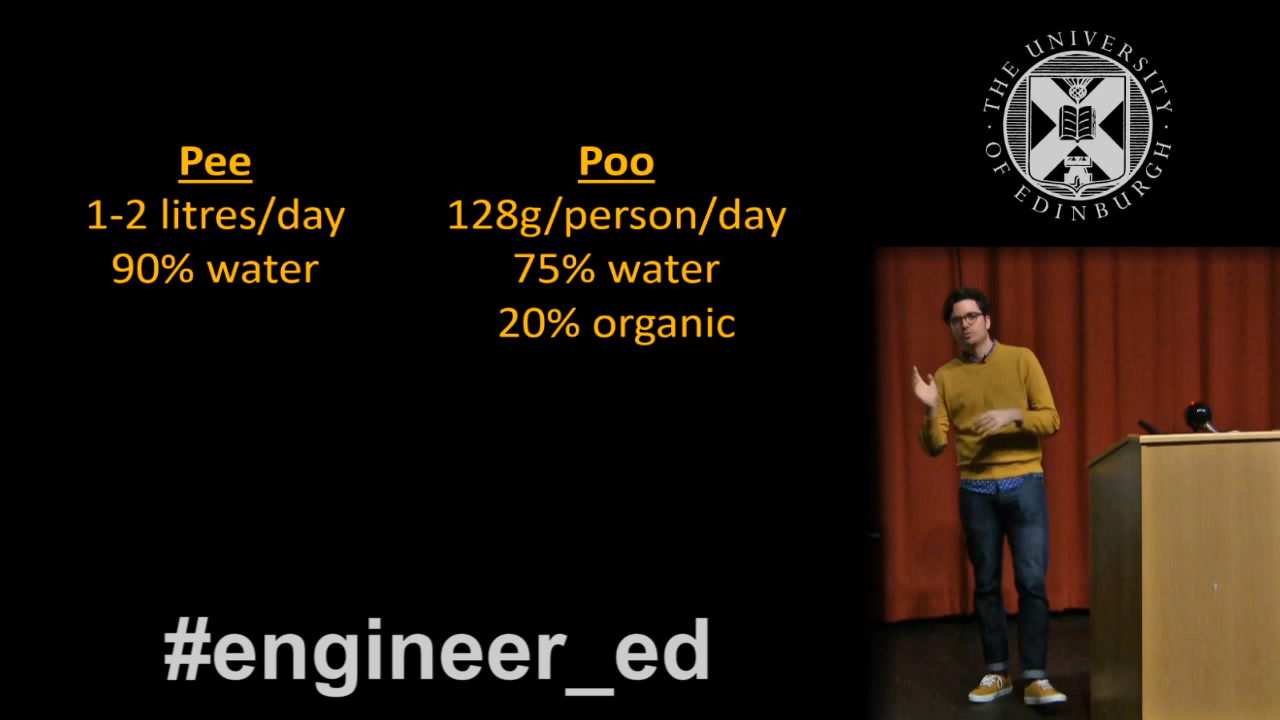 Pee
1-2 litres/day
90% water
Poo
128g/person/day
75% water
20% organic
THE UNIVERSITY
OF EDINBURGH
#engineer_ed